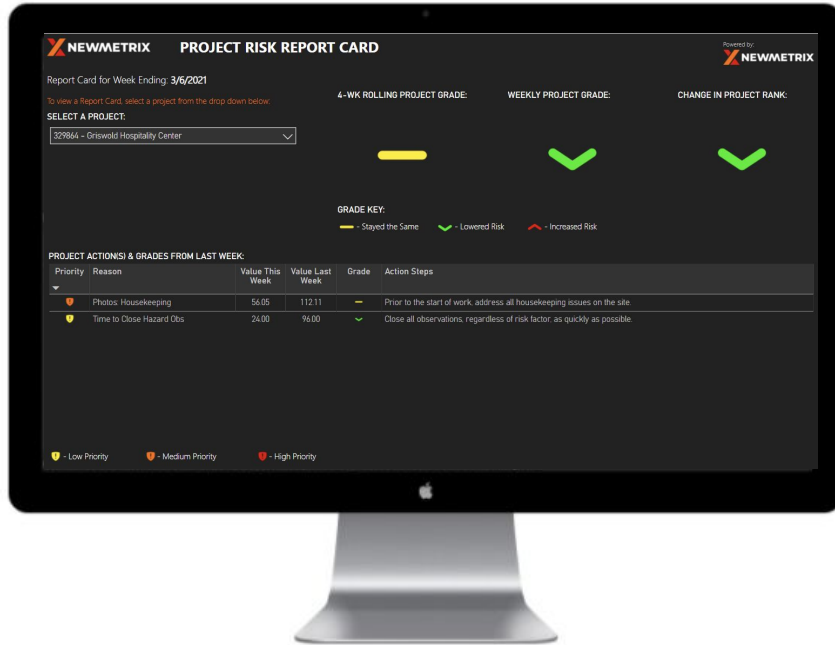 NEWMETRIX PROJECT RISK REPORT CARD
Powered by:
NEWMETRIX
Report Card for Week Ending: 3/6/2021
To view a Report Card, select a project from the drop down below:
SELECT A PROJECT:
329864 – Griswold Hospitality Center
4-WK ROLLING PROJECT GRADE: WEEKLY PROJECT GRADE: CHANGE IN PROJECT RANK:
GRADE KEY:
- Stayed the Same - Lowered Risk - Increased Risk
PROJECT ACTION(S) & GRADES FROM LAST WEEK:
Priority Reason Value This Week Value Last Week Grade Action Steps
Photos: Housekeeping 56.05 112.11 Prior to the start of work, address all housekeeping issues on the site.
Time to Close Hazard Obs 24.00 96.00 Close all observations, regardless of risk factor, as quickly as possible.
- Low Priority - Medium Priority - High Priority